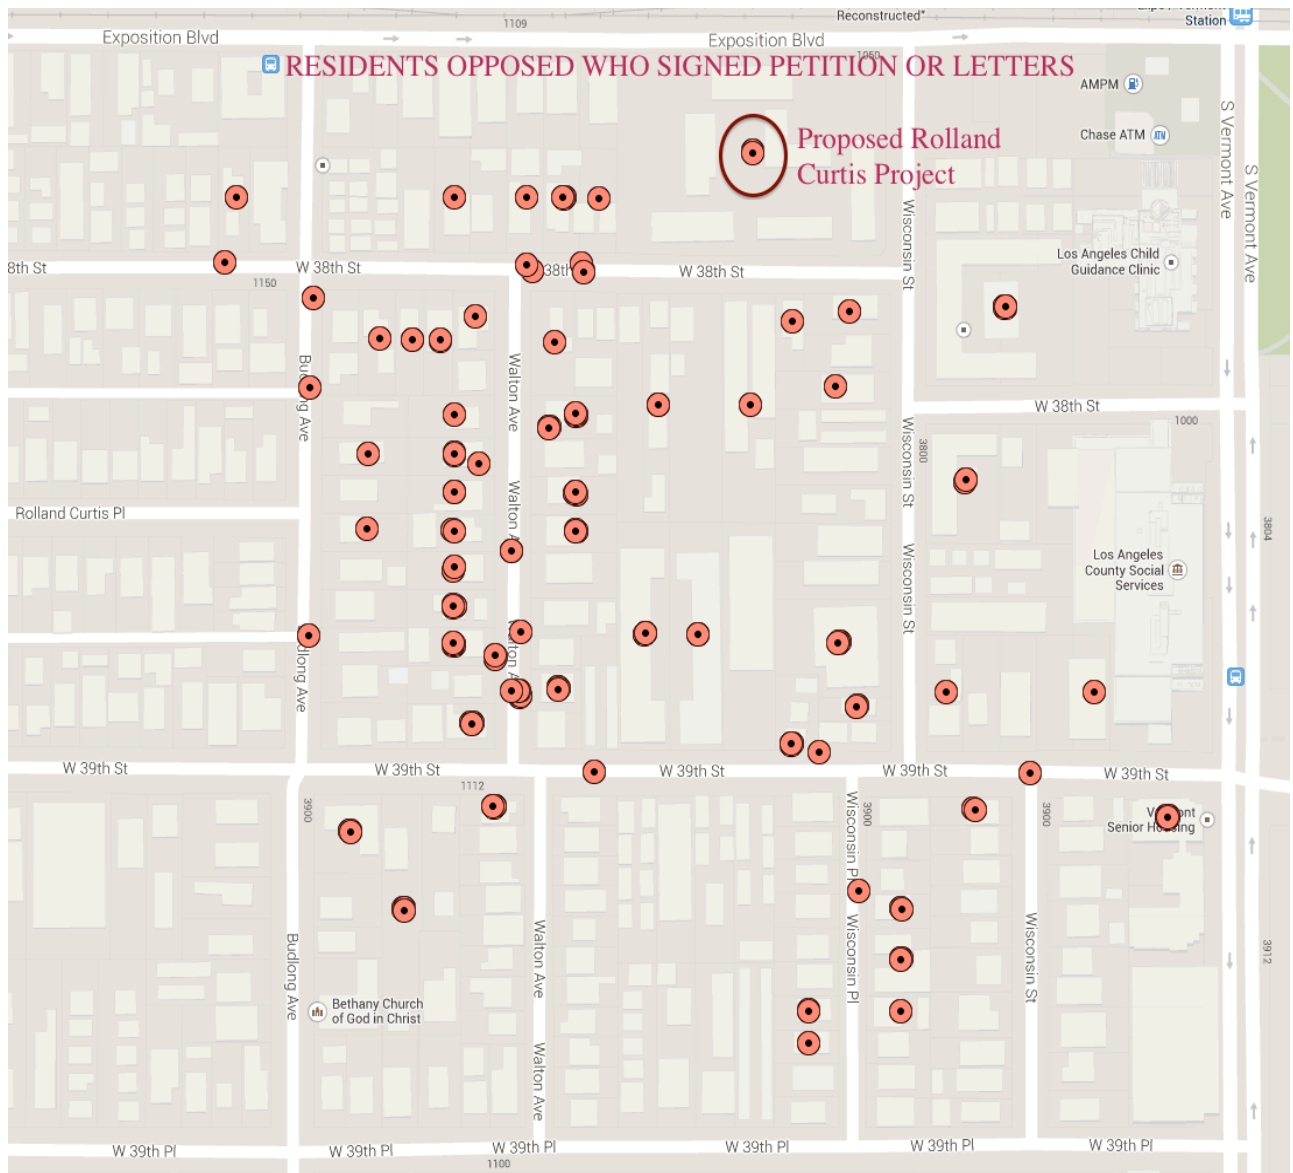 Reconstructed*
Station
1109
Exposition Blvd
Exposition Blvd
1050
RESIDENTS OPPOSED WHO SIGNED PETITION OR LETTERS
AMPM
Chase ATM
ATM
Proposed Rolland
Curtis Project
S Vermont Ave
S Vermont Ave
Wisconsin St
Los Angeles Child
Guidance Clinic
8th St
W 38th St
38th
W 38th St
1150
Budlong Ave
Walton Ave
W 38th St
1000
Wisconsin St
3800
Walton A
Rolland Curtis Pl
3804
Wisconsin St
Los Angeles
County Social
Services
Walton A
udlong Ave
W 39th St
W 39th St
W 39th St
W 39th St
W 39th St
1112
3900
Wisconsin Pl
3900
3900
Senior Housing
Budlong Ave
Walton Ave
Wisconsin Pl
Wisconsin St
3912
Bethany Church
of God in Christ
Walton Ave
W 39th Pl
W 39th Pl
W 39th Pl
W 39th Pl
W 39th Pl
W 39th Pl
1100